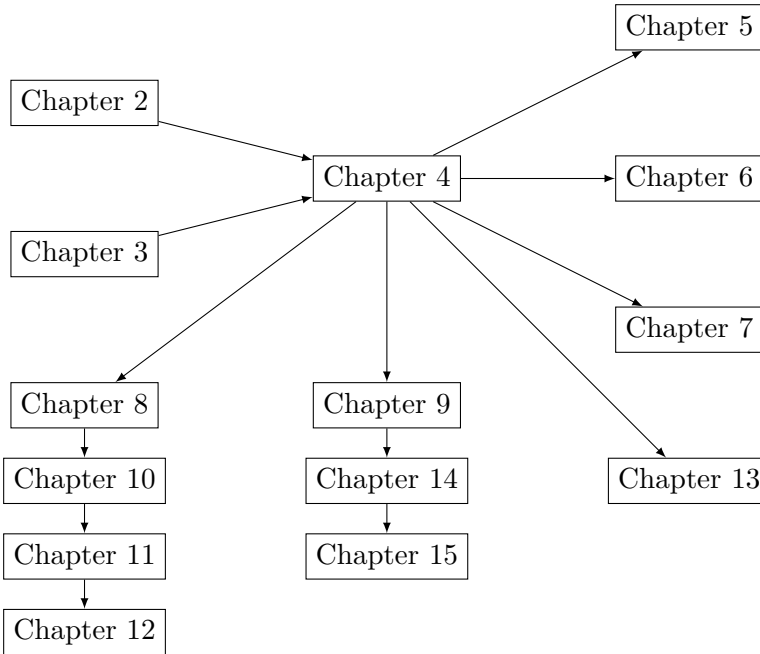 Chapter 5
Chapter 2
Chapter 4
Chapter 6
Chapter 3
Chapter 7
Chapter 8
Chapter 9
Chapter 10
Chapter 14
Chapter 13
Chapter 11
Chapter 15
Chapter 12